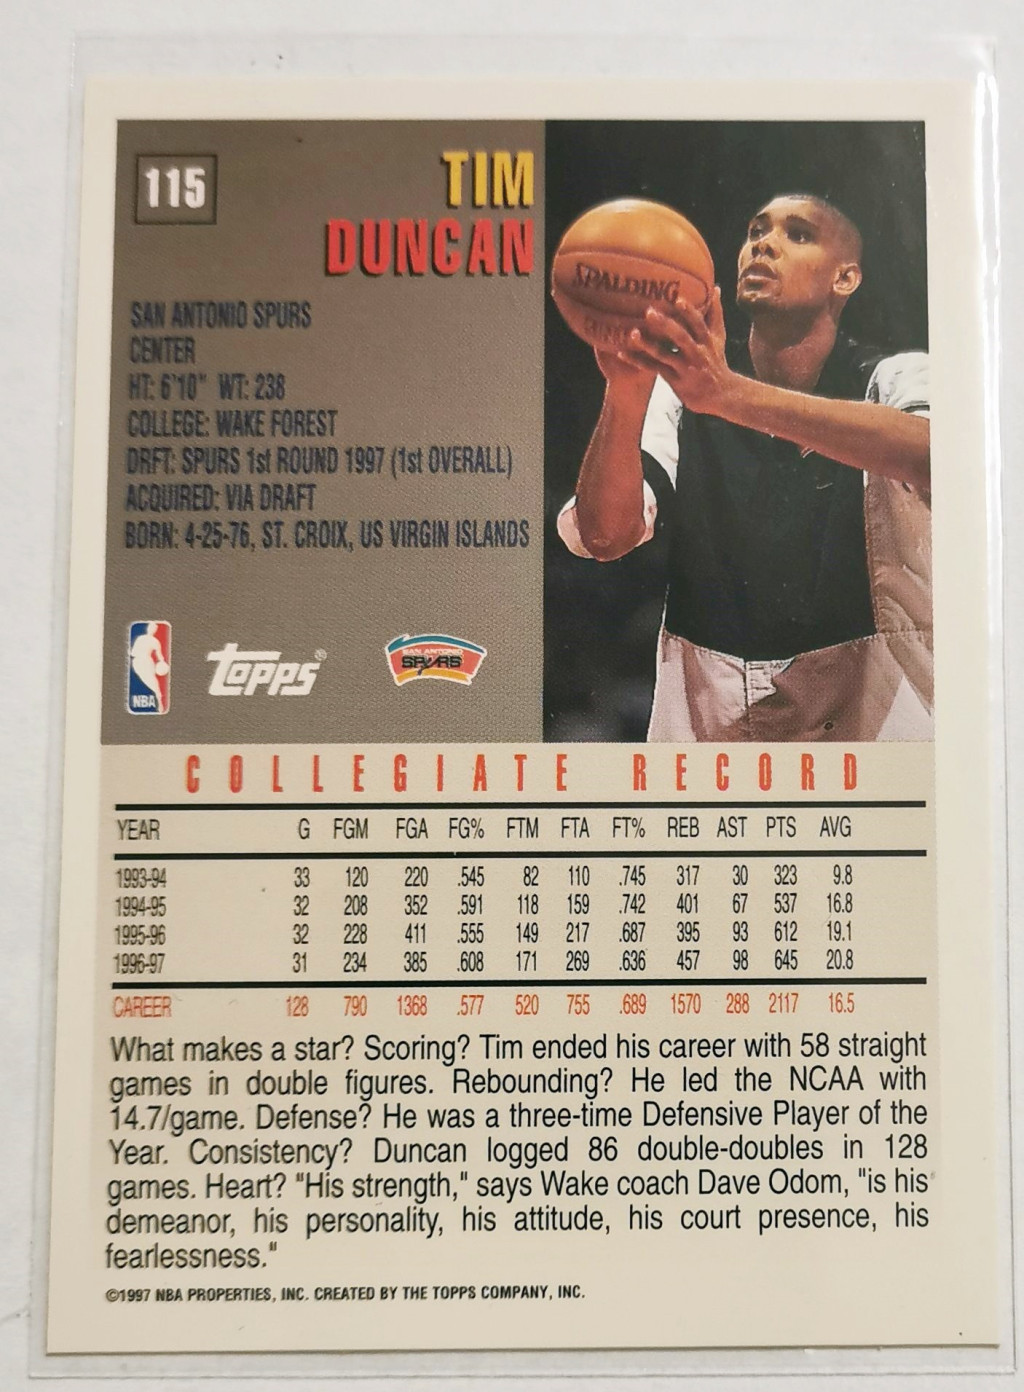 115
TIM
DUNCAN
SAN ANTONIO SPURS
CENTER
HT: 6'10" WT: 238
COLLEGE: WAKE FOREST
DRFT: SPURS 1st ROUND 1997 (1st OVERALL)
ACQUIRED: VIA DRAFT
BORN: 4-25-76, ST. CROIX, US VIRGIN ISLANDS
SPALDING
NBA
Topps®
SAN ANTONIO
SPURS
COLLEGIATE RECORD
YEAR G FGM FGA FG% FTM FTA FT% REB AST PTS AVG
1993-94 33 120 220 .545 82 110 .745 317 30 323 9.8
1994-95 32 208 352 .591 118 159 .742 401 67 537 16.8
1995-96 32 228 411 .555 149 217 .687 395 93 612 19.1
1996-97 31 234 385 .608 171 269 .636 457 98 645 20.8
CAREER 128 790 1368 .577 520 755 .689 1570 288 2117 16.5
What makes a star? Scoring? Tim ended his career with 58 straight
games in double figures. Rebounding? He led the NCAA with
14.7/game. Defense? He was a three-time Defensive Player of the
Year. Consistency? Duncan logged 86 double-doubles in 128
games. Heart? "His strength," says Wake coach Dave Odom, "is his
demeanor, his personality, his attitude, his court presence, his
fearlessness."
©1997 NBA PROPERTIES, INC. CREATED BY THE TOPPS COMPANY, INC.